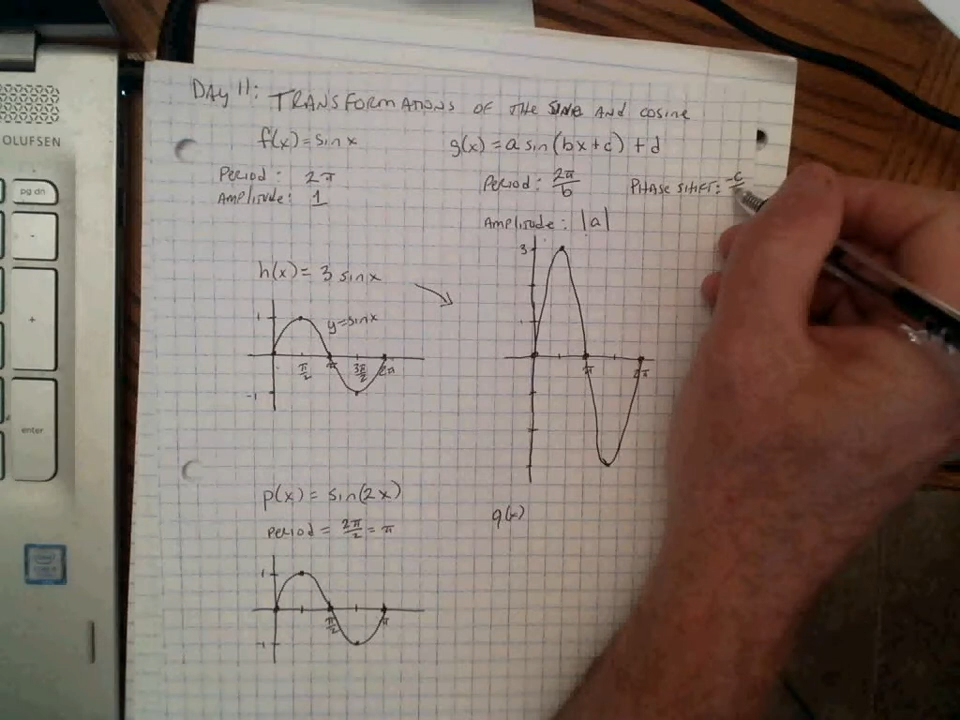 DAY 11: TRANSFORMATIONS OF THE SINE AND COSINE
f(x) = sin x
g(x) = a sin(bx+c) + d
Period: 2π
Amplitude: 1
Period: 2π/b
Phase Shift: -c/
Amplitude: |a|
h(x) = 3 sin x
y=sin x
1
-1
π/2
π
3π/2
2π
3
1
π
2π
p(x) = sin(2x)
Period = 2π/2 = π
q(x)
1
-1
π/2
π
OLUFSEN
pg dn
-
+
enter